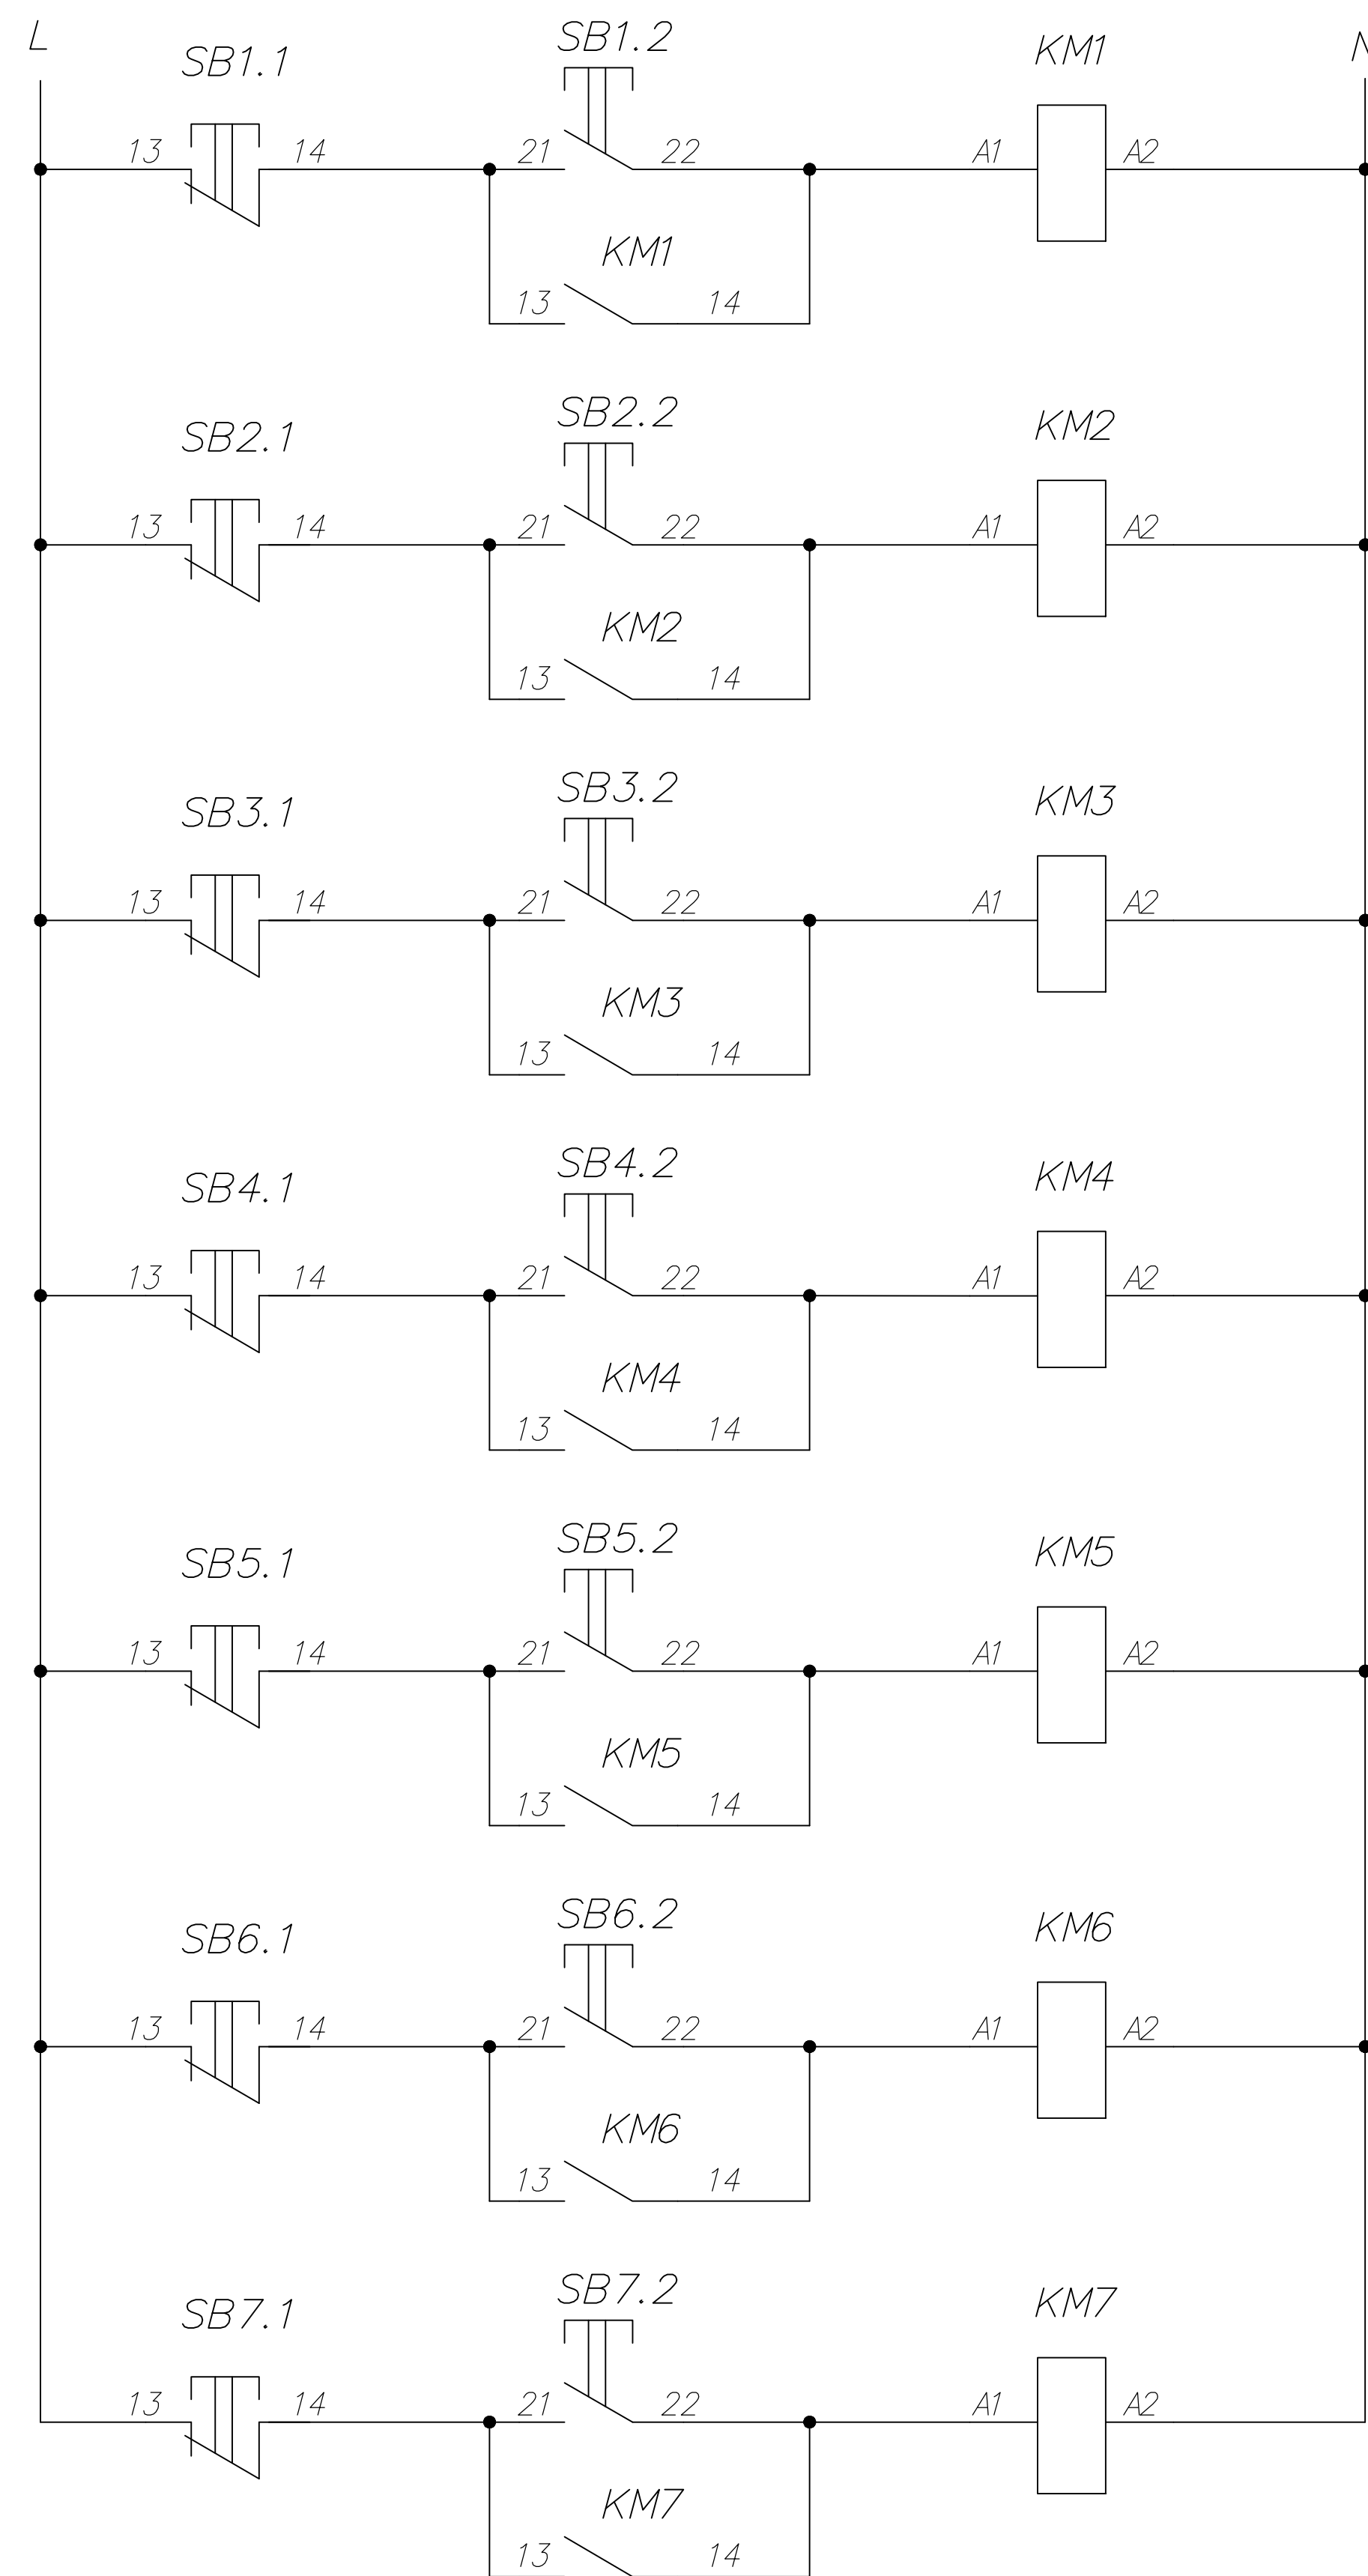 L SB1.1 SB1.2 KM1 N
13 14 21 22 A1 A2
KM1
13 14
SB2.1 SB2.2 KM2
13 14 21 22 A1 A2
KM2
13 14
SB3.1 SB3.2 KM3
13 14 21 22 A1 A2
KM3
13 14
SB4.1 SB4.2 KM4
13 14 21 22 A1 A2
KM4
13 14
SB5.1 SB5.2 KM5
13 14 21 22 A1 A2
KM5
13 14
SB6.1 SB6.2 KM6
13 14 21 22 A1 A2
KM6
13 14
SB7.1 SB7.2 KM7
13 14 21 22 A1 A2
KM7
13 14